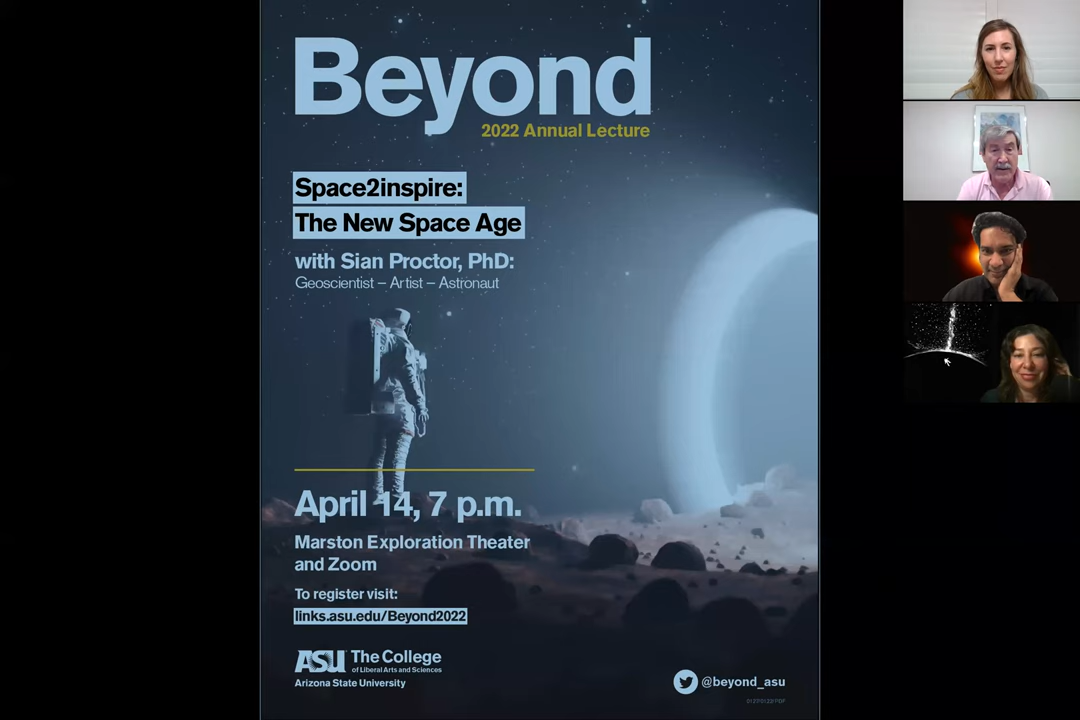 Beyond
2022 Annual Lecture
Space2inspire:
The New Space Age
with Sian Proctor, PhD:
Geoscientist – Artist – Astronaut
April 14, 7 p.m.
Marston Exploration Theater
and Zoom
To register visit:
links.asu.edu/Beyond2022
ASU The College
of Liberal Arts and Sciences
Arizona State University
@beyond_asu